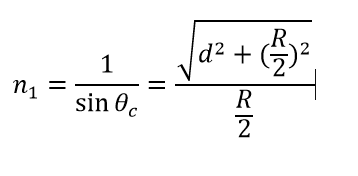 n₁ = 1 / sin θ_c = √(d² + (R/2)²) / (R/2)